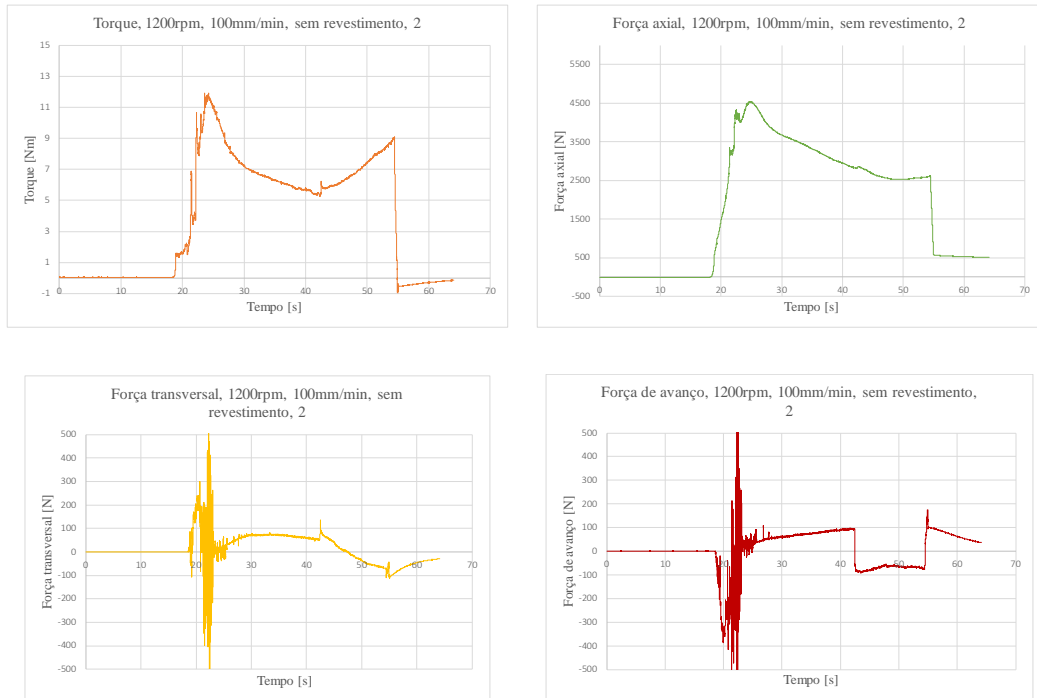 Torque, 1200rpm, 100mm/min, sem revestimento, 2
15
13
11
9
7
5
3
1
-1
0 10 20 30 40 50 60 70
Torque [Nm]
Tempo [s]
Força axial, 1200rpm, 100mm/min, sem revestimento, 2
5500
4500
3500
2500
1500
500
-500
0 10 20 30 40 50 60 70
Força axial [N]
Tempo [s]
Força transversal, 1200rpm, 100mm/min, sem
revestimento, 2
500
400
300
200
100
0
-100
-200
-300
-400
-500
0 10 20 30 40 50 60 70
Força transversal [N]
Tempo [s]
Força de avanço, 1200rpm, 100mm/min, sem revestimento,
2
500
400
300
200
100
0
-100
-200
-300
-400
-500
0 10 20 30 40 50 60 70
Força de avanço [N]
Tempo [s]